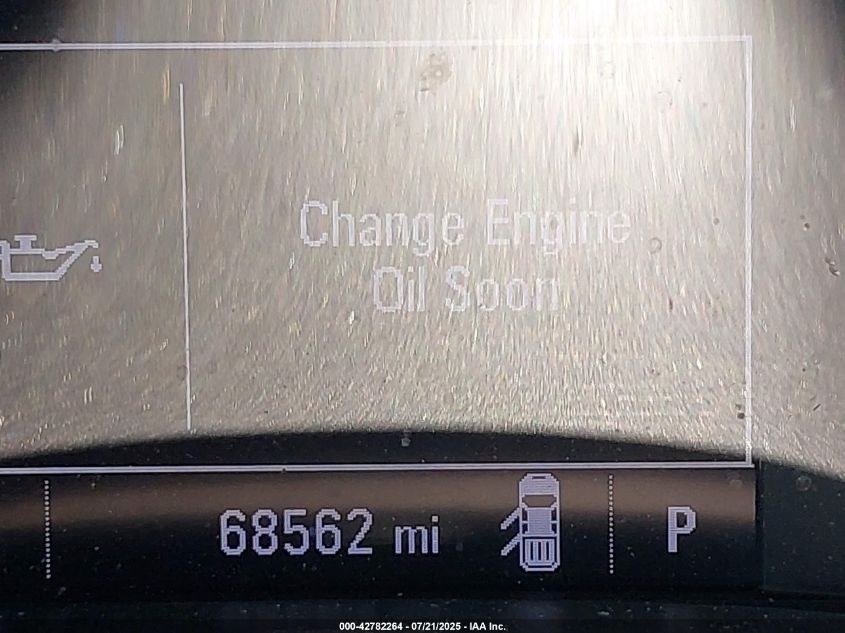 Change Engine
Oil Soon
68562 mi
P
000-42782264 - 07/21/2025 - IAA Inc.